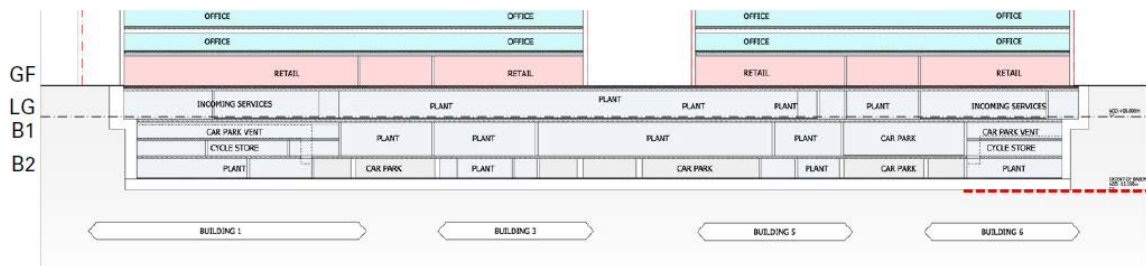 OFFICE OFFICE OFFICE OFFICE
OFFICE OFFICE OFFICE OFFICE
GF RETAIL RETAIL RETAIL RETAIL
LG INCOMING SERVICES PLANT PLANT PLANT PLANT PLANT INCOMING SERVICES
B1 CAR PARK VENT PLANT PLANT PLANT PLANT CAR PARK CAR PARK VENT
CYCLE STORE CYCLE STORE
B2 PLANT CAR PARK PLANT CAR PARK PLANT CAR PARK PLANT
BUILDING 1 BUILDING 3 BUILDING 5 BUILDING 6